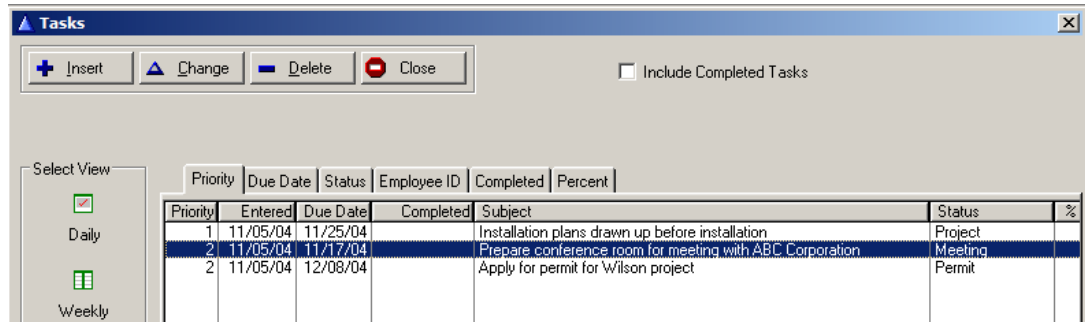 Tasks
Insert Change Delete Close
Include Completed Tasks
Select View
Priority Due Date Status Employee ID Completed Percent
Priority Entered Due Date Completed Subject Status %
1 11/05/04 11/25/04 Installation plans drawn up before installation Project
Daily
2 11/05/04 11/17/04 Prepare conference room for meeting with ABC Corporation Meeting
2 11/05/04 12/08/04 Apply for permit for Wilson project Permit
Weekly